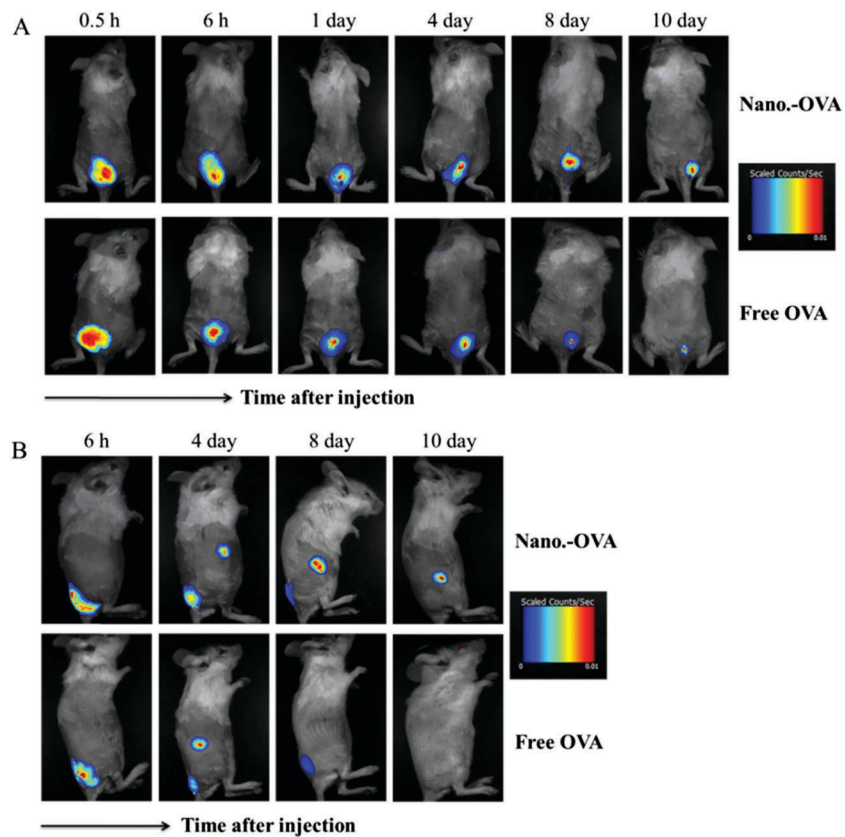 A
0.5 h 6 h 1 day 4 day 8 day 10 day
Nano.-OVA
Scaled Counts/Sec
0 0.01
Free OVA
Time after injection
B
6 h 4 day 8 day 10 day
Nano.-OVA
Scaled Counts/Sec
0 0.01
Free OVA
Time after injection